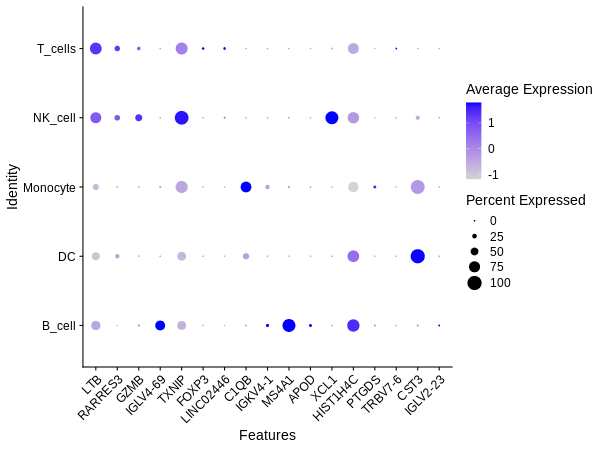 T_cells
NK_cell
Monocyte
DC
B_cell
Identity
LTB
RARRES3
GZMB
IGLV4-69
TXNIP
FOXP3
LINC02446
C1QB
IGKV4-1
MS4A1
APOD
XCL1
HIST1H4C
PTGDS
TRBV7-6
CST3
IGLV2-23
Features
Average Expression
1
0
-1
Percent Expressed
0
25
50
75
100